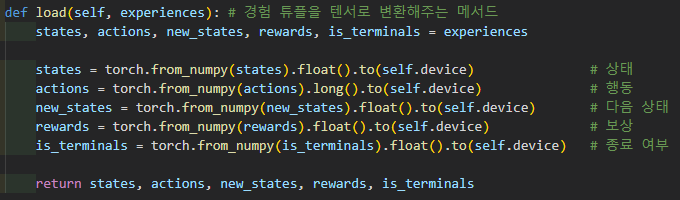 def load(self, experiences): # 경험 튜플을 텐서로 변환해주는 메서드
states, actions, new_states, rewards, is_terminals = experiences
states = torch.from_numpy(states).float().to(self.device) # 상태
actions = torch.from_numpy(actions).long().to(self.device) # 행동
new_states = torch.from_numpy(new_states).float().to(self.device) # 다음 상태
rewards = torch.from_numpy(rewards).float().to(self.device) # 보상
is_terminals = torch.from_numpy(is_terminals).float().to(self.device) # 종료 여부
return states, actions, new_states, rewards, is_terminals